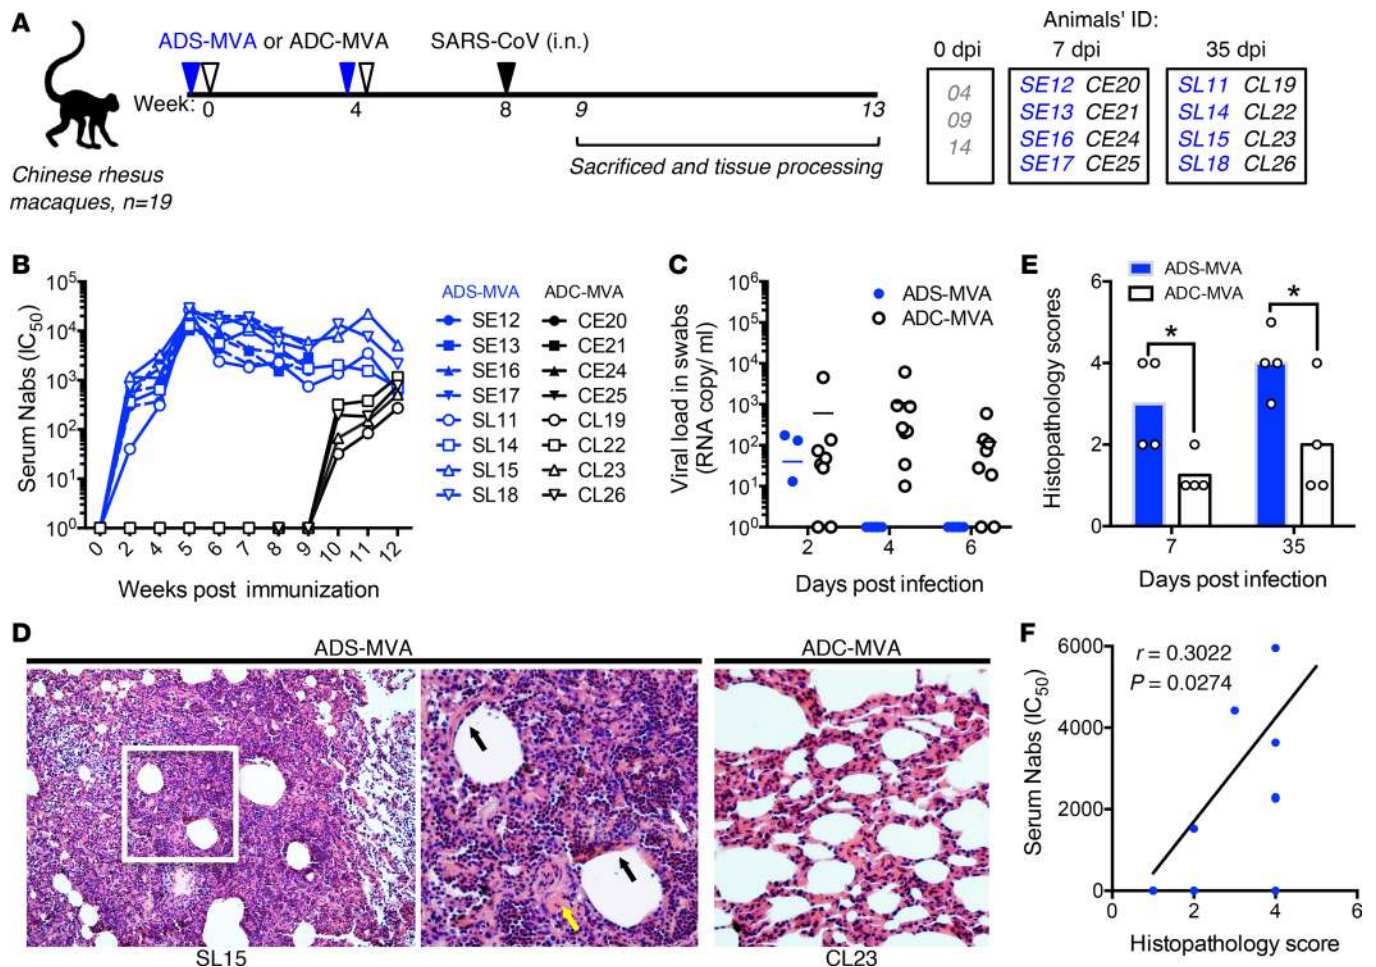 A
ADS-MVA or ADC-MVA
SARS-CoV (i.n.)
Week: 0 4 8 9 13
Sacrificed and tissue processing
Chinese rhesus
macaques, n=19
Animals' ID:
0 dpi 7 dpi 35 dpi
04
09
14
SE12 CE20
SE13 CE21
SE16 CE24
SE17 CE25
SL11 CL19
SL14 CL22
SL15 CL23
SL18 CL26
B
Serum Nabs (IC50)
10^5
10^4
10^3
10^2
10^1
10^0
0 2 4 5 6 7 8 9 10 11 12
Weeks post immunization
ADS-MVA ADC-MVA
SE12 CE20
SE13 CE21
SE16 CE24
SE17 CE25
SL11 CL19
SL14 CL22
SL15 CL23
SL18 CL26
C
Viral load in swabs
(RNA copy/ ml)
10^6
10^5
10^4
10^3
10^2
10^1
10^0
ADS-MVA
ADC-MVA
2 4 6
Days post infection
E
ADS-MVA
ADC-MVA
Histopathology scores
6
4
2
0
* *
7 35
Days post infection
D
ADS-MVA ADC-MVA
SL15 CL23
F
Serum Nabs (IC50)
6000
4000
2000
0
r = 0.3022
P = 0.0274
0 2 4 6
Histopathology score